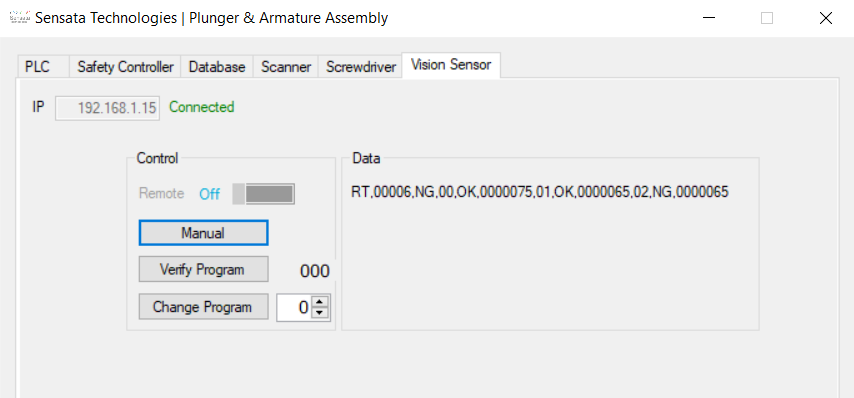 Sensata Technologies | Plunger & Armature Assembly
PLC Safety Controller Database Scanner Screwdriver Vision Sensor
IP 192.168.1.15 Connected
Control
Remote Off
Manual
Verify Program 000
Change Program 0
Data
RT,00006,NG,00,OK,0000075,01,OK,0000065,02,NG,0000065